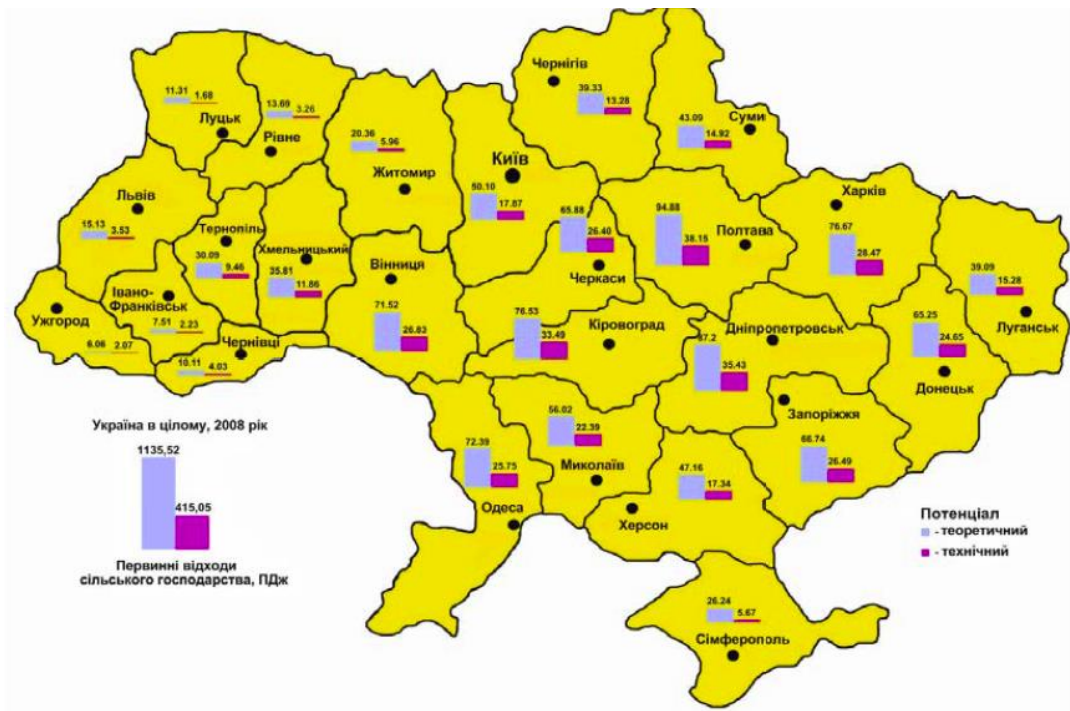 Чернігів
39.33 13.28
Суми
43.09 14.92
11.31 1.68
Луцьк
13.69 3.26
Рівне
20.36 5.96
Житомир
Київ
50.10 17.87
Львів
15.13 3.53
Тернопіль
30.09 9.46
Хмельницький
35.81 11.86
Вінниця
71.52 26.83
65.88 26.40
Черкаси
94.88 38.15
Полтава
Харків
76.67 28.47
39.09 15.28
Луганськ
Ужгород
6.06 2.07
Івано-
Франківськ
7.51 2.23
Чернівці
10.11 4.03
76.53 33.49
Кіровоград
Дніпропетровськ
87.2 35.43
65.25 24.65
Донецьк
Запоріжжя
66.74 26.49
56.02 22.39
Миколаїв
72.39 25.75
Одеса
47.16 17.34
Херсон
26.24 5.67
Сімферополь
Україна в цілому, 2008 рік
1135,52
415,05
Первинні відходи
сільського господарства, ПДж
Потенціал
- теоретичний
- технічний